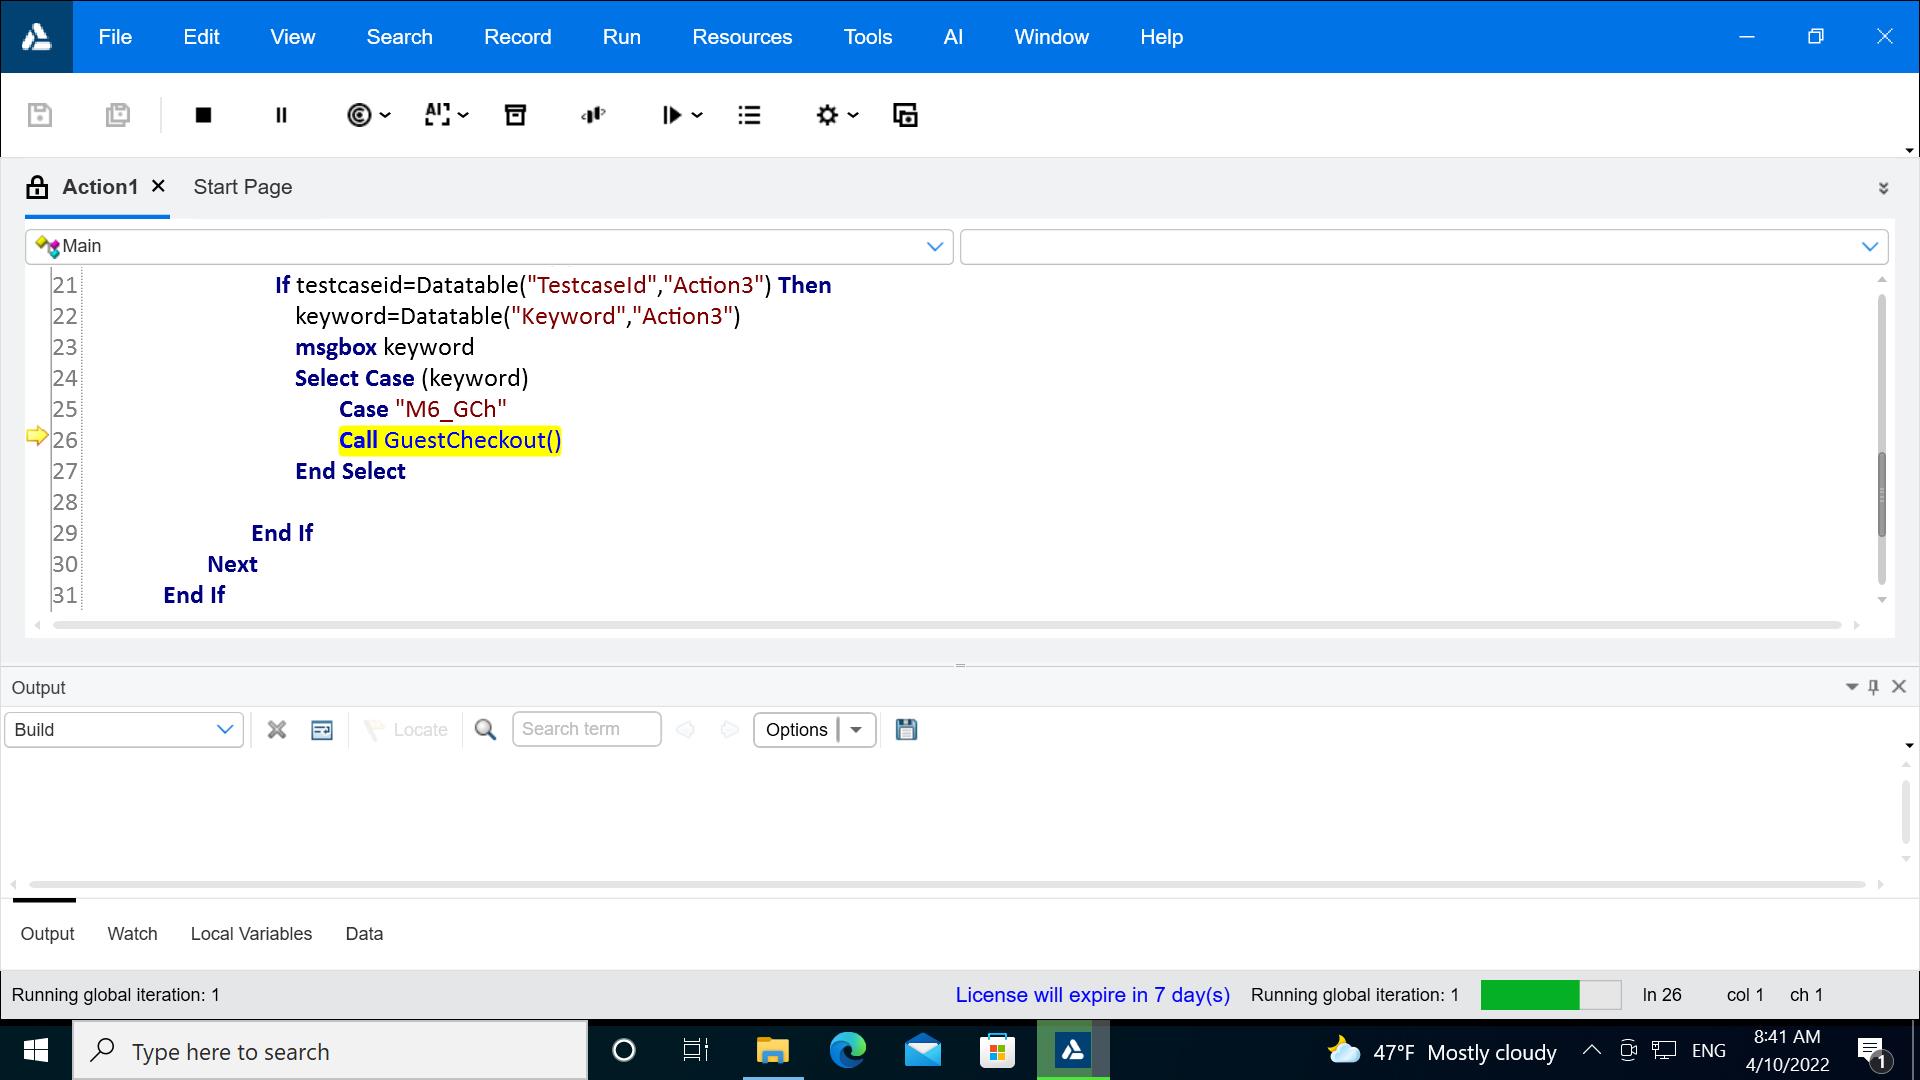 File Edit View Search Record Run Resources Tools AI Window Help
AI
Action1 Start Page
Main
21 If testcaseid=Datatable("TestcaseId","Action3") Then
22 keyword=Datatable("Keyword","Action3")
23 msgbox keyword
24 Select Case (keyword)
25 Case "M6_GCh"
26 Call GuestCheckout()
27 End Select
28
29 End If
30 Next
31 End If
Output
Build Locate Search term Options
Output Watch Local Variables Data
Running global iteration: 1 License will expire in 7 day(s) Running global iteration: 1 ln 26 col 1 ch 1
Type here to search 47°F Mostly cloudy ENG 8:41 AM 1
4/10/2022